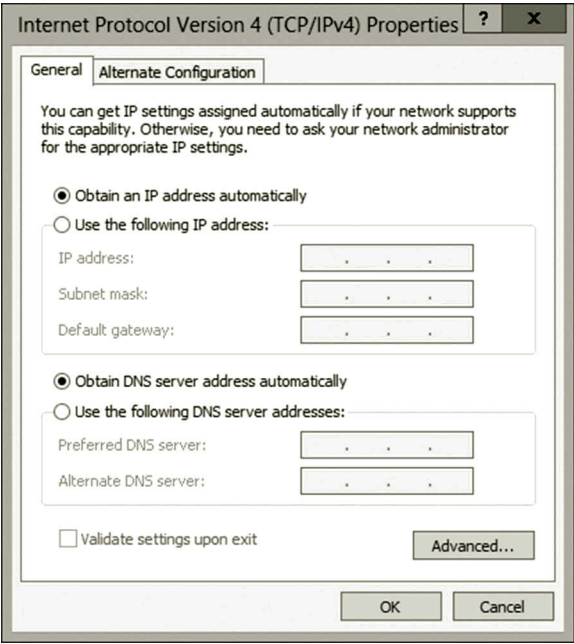 Internet Protocol Version 4 (TCP/IPv4) Properties ? x
General Alternate Configuration
You can get IP settings assigned automatically if your network supports
this capability. Otherwise, you need to ask your network administrator
for the appropriate IP settings.
Obtain an IP address automatically
Use the following IP address:
IP address:
Subnet mask:
Default gateway:
Obtain DNS server address automatically
Use the following DNS server addresses:
Preferred DNS server:
Alternate DNS server:
Validate settings upon exit
Advanced...
OK Cancel